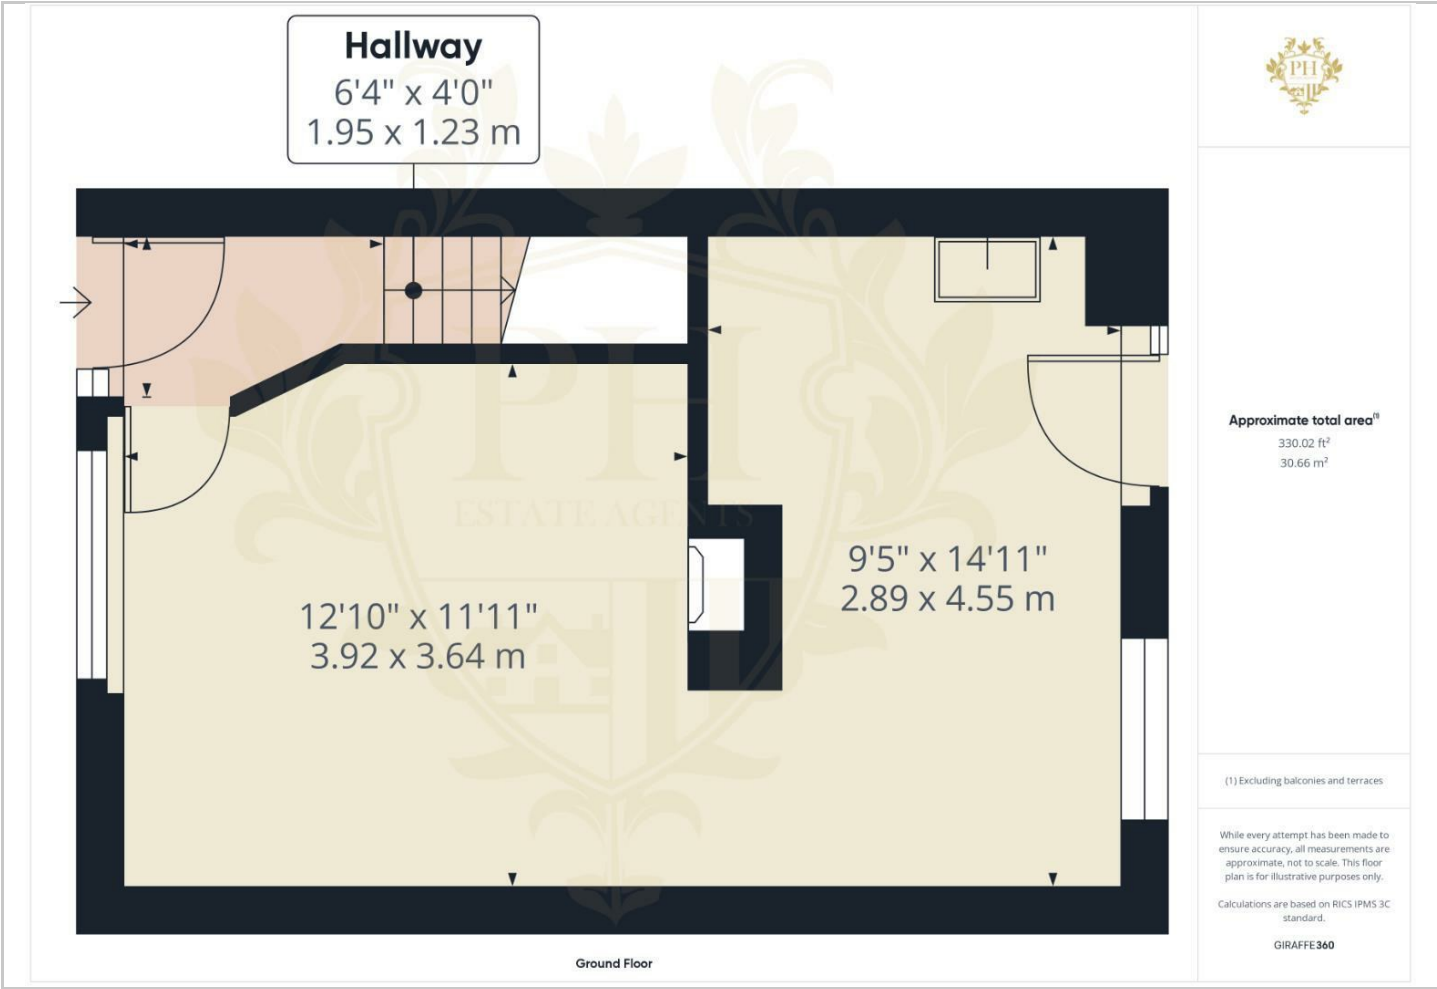 Hallway
6'4" x 4'0"
1.95 x 1.23 m
PH
PH
ESTATE AGENTS
12'10" x 11'11"
3.92 x 3.64 m
9'5" x 14'11"
2.89 x 4.55 m
Ground Floor
Approximate total area(1)
330.02 ft²
30.66 m²
(1) Excluding balconies and terraces
While every attempt has been made to
ensure accuracy, all measurements are
approximate, not to scale. This floor
plan is for illustrative purposes only.
Calculations are based on RICS IPMS 3C
standard.
GIRAFFE360